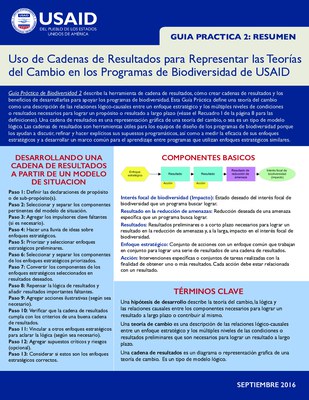 USAID
DEL PUEBLO DE LOS ESTADOS
UNIDOS DE AMÉRICA
GUIA PRACTICA 2: RESUMEN
Uso de Cadenas de Resultados para Representar las Teorías
del Cambio en los Programas de Biodiversidad de USAID
Guía Práctica de Biodiversidad 2 describe la herramienta de cadena de resultados, cómo crear cadenas de resultados y los
beneficios de desarrollarlas para apoyar los programas de biodiversidad. Esta Guía Práctica define una teoría del cambio
como una descripción de las relaciones lógico-causales entre un enfoque estratégico y los múltiples niveles de condiciones
o resultados necesarios para lograr un propósito o resultado a largo plazo (véase el Recuadro 1 de la página 8 para las
definiciones). Una cadena de resultados es una representación gráfica de una teoría del cambio, o sea es un tipo de modelo
lógico. Las cadenas de resultados son herramientas útiles para los equipos de diseño de los programas de biodiversidad porque
los ayudan a discutir, refinar y hacer explícitos sus supuestos programáticos, así como a medir la eficacia de sus enfoques
estratégicos y a desarrollar un marco común para el aprendizaje entre programas que utilizan enfoques estratégicos similares.
DESARROLLANDO UNA
CADENA DE RESULTADOS
A PARTIR DE UN MODELO
DE SITUACION
Paso 1: Definir las declaraciones de propósito
o de sub-propósito(s).
Paso 2: Seleccionar y separar los componentes
pertinentes del modelo de situación.
Paso 3: Agregar los impulsores clave faltantes
(si es necesario).
Paso 4: Hacer una lluvia de ideas sobre
enfoques estratégicos.
Paso 5: Priorizar y seleccionar enfoques
estratégicos preliminares.
Paso 6: Seleccionar y separar los componentes
de los enfoques estratégicos priorizados.
Paso 7: Convertir los componentes de los
enfoques estratégicos seleccionados en
resultados deseados.
Paso 8: Repensar la lógica de resultados y
añadir resultados importantes faltantes.
Paso 9: Agregar acciones ilustrativas (según sea
necesario).
Paso 10: Verificar que la cadena de resultados
cumpla con los criterios de una buena cadena
de resultados.
Paso 11: Vincular a otros enfoques estratégicos
para aclarar la lógica (según sea necesario).
Paso 12: Agregar supuestos críticos y riesgos
(opcional).
Paso 13: Considerar si estos son los enfoques
estratégicos correctos.
COMPONENTES BASICOS
Enfoque
estratégico
Resultado
Resultado
Resultado de
reducción de
amenaza
Interés focal de
biodiversidad
(Impacto)
Acción
Acción
Interés focal de biodiversidad (Impacto): Estado deseado del interés focal de
biodiversidad que un programa buscar lograr.
Resultado en la reducción de amenazas: Reducción deseada de una amenaza
específica que un programa busca lograr.
Resultados: Resultados preliminares o a corto plazo necesarios para lograr un
resultado en la reducción de amenazas y, a la larga, impacto en el interés focal de
biodiversidad.
Enfoque estratégico: Conjunto de acciones con un enfoque común que trabajan
en conjunto para lograr una serie de resultados de una cadena de resultados.
Acción: Intervenciones específicas o conjuntos de tareas realizadas con la
finalidad de obtener uno o más resultados. Cada acción debe estar relacionada
con un resultado.
TÉRMINOS CLAVE
Una hipótesis de desarrollo describe la teoría del cambio, la lógica y
las relaciones causales entre los componentes necesarios para lograr un
resultado a largo plazo o contribuir al mismo.
Una teoría de cambio es una descripción de las relaciones lógico-causales
entre un enfoque estratégico y los múltiples niveles de las condiciones o
resultados preliminares que son necesarios para lograr un resultado a largo
plazo.
Una cadena de resultados es un diagrama o representación grafica de una
teoría de cambio. Es un tipo de modelo lógico.
SEPTIEMBRE 2016